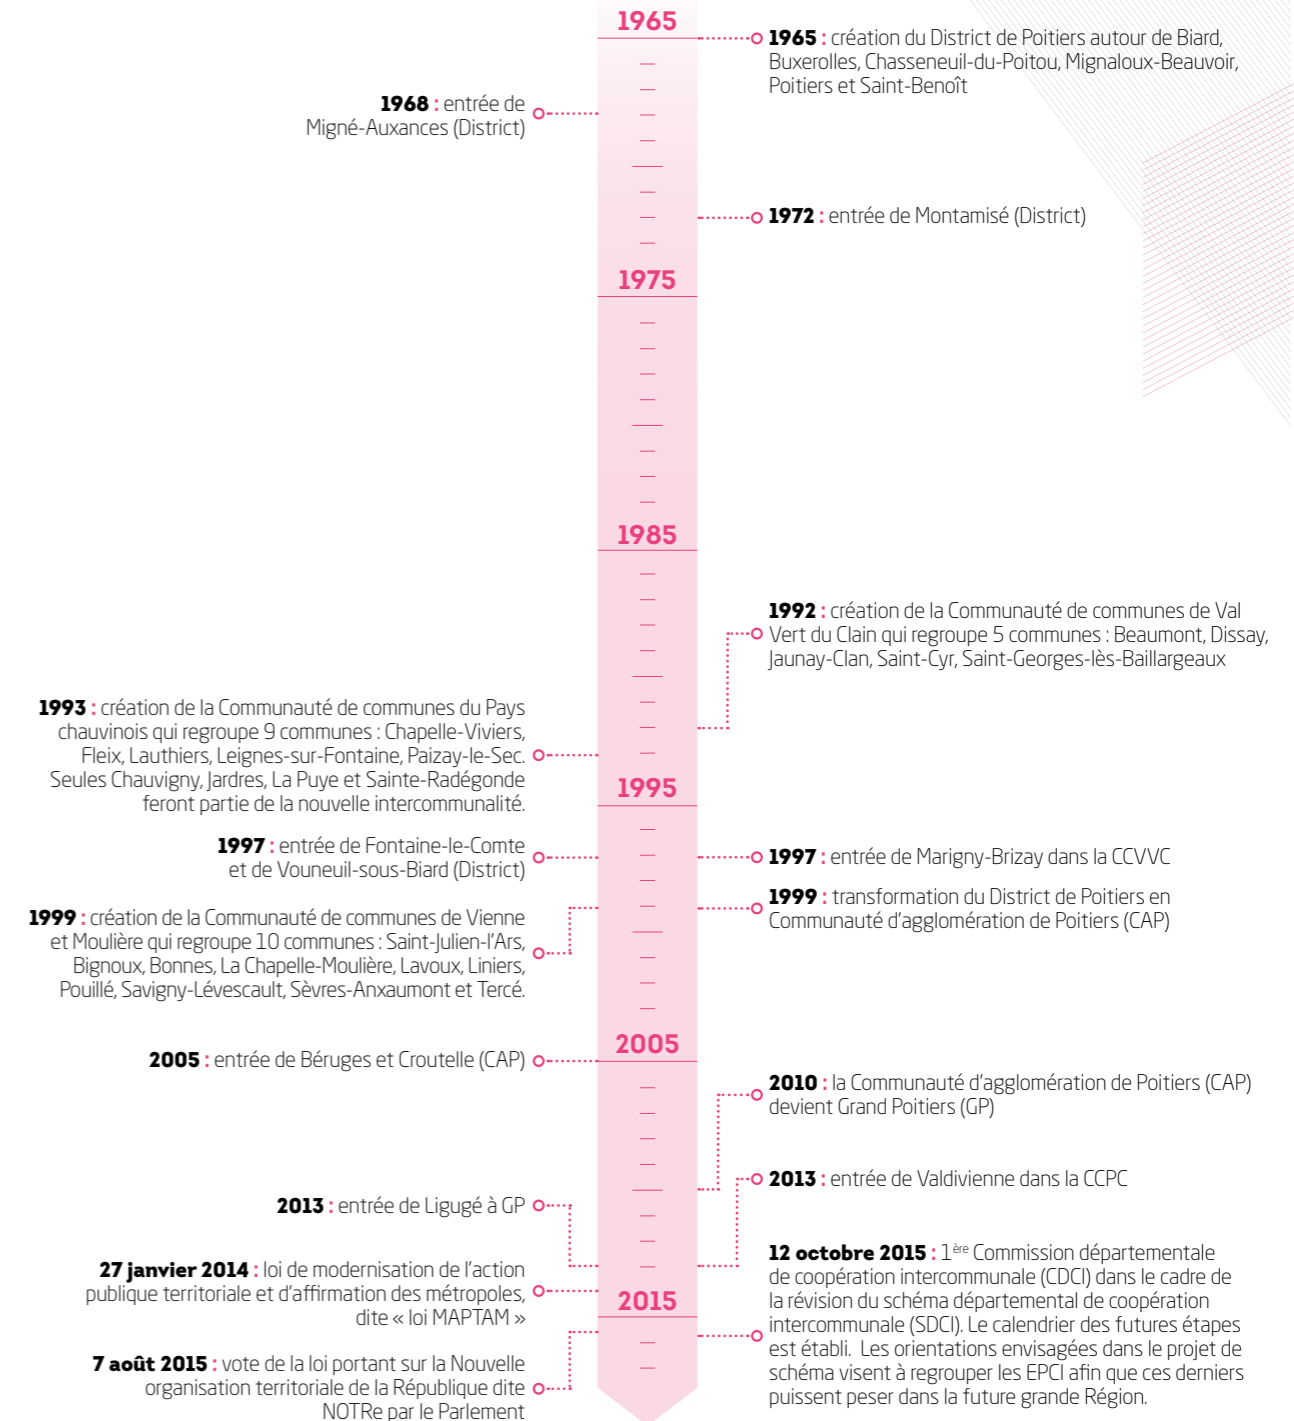 1965
1965 : création du District de Poitiers autour de Biard,
Buxerolles, Chasseneuil-du-Poitou, Mignaloux-Beauvoir,
Poitiers et Saint-Benoît
1968 : entrée de
Migné-Auxances (District)
1972 : entrée de Montamisé (District)
1975
1985
1992 : création de la Communauté de communes de Val
Vert du Clain qui regroupe 5 communes : Beaumont, Dissay,
Jaunay-Clan, Saint-Cyr, Saint-Georges-lès-Baillargeaux
1993 : création de la Communauté de communes du Pays
chauvinois qui regroupe 9 communes : Chapelle-Viviers,
Fleix, Lauthiers, Leignes-sur-Fontaine, Paizay-le-Sec.
Seules Chauvigny, Jardres, La Puye et Sainte-Radégonde
feront partie de la nouvelle intercommunalité.
1995
1997 : entrée de Fontaine-le-Comte
et de Vouneuil-sous-Biard (District)
1997 : entrée de Marigny-Brizay dans la CCVVC
1999 : transformation du District de Poitiers en
Communauté d'agglomération de Poitiers (CAP)
1999 : création de la Communauté de communes de Vienne
et Moulière qui regroupe 10 communes : Saint-Julien-l'Ars,
Bignoux, Bonnes, La Chapelle-Moulière, Lavoux, Liniers,
Pouillé, Savigny-Lévescault, Sèvres-Anxaumont et Tercé.
2005
2005 : entrée de Béruges et Croutelle (CAP)
2010 : la Communauté d'agglomération de Poitiers (CAP)
devient Grand Poitiers (GP)
2013 : entrée de Valdivienne dans la CCPC
2013 : entrée de Ligugé à GP
27 janvier 2014 : loi de modernisation de l'action
publique territoriale et d'affirmation des métropoles,
dite « loi MAPTAM »
2015
12 octobre 2015 : 1ère Commission départementale
de coopération intercommunale (CDCI) dans le cadre de
la révision du schéma départemental de coopération
intercommunale (SDCI). Le calendrier des futures étapes
est établi. Les orientations envisagées dans le projet de
schéma visent à regrouper les EPCI afin que ces derniers
puissent peser dans la future grande Région.
7 août 2015 : vote de la loi portant sur la Nouvelle
organisation territoriale de la République dite
NOTRe par le Parlement